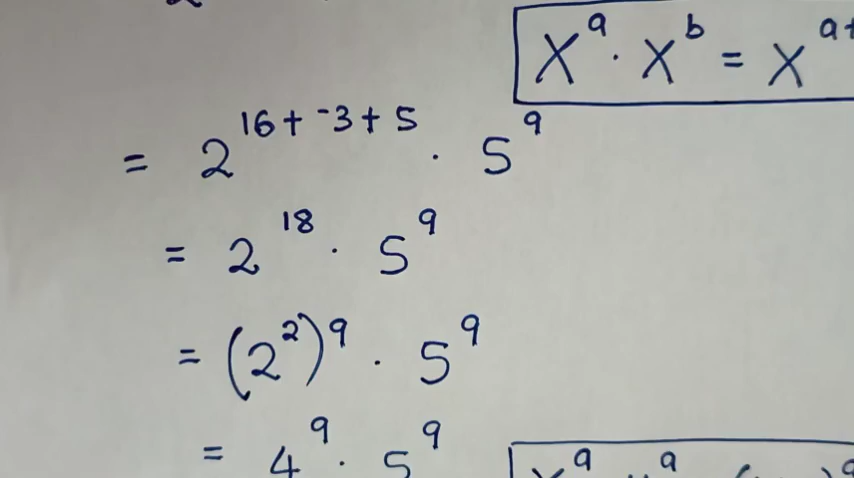 x^a · x^b = x^a+
= 2^16+-3+5 · 5^9
= 2^18 · 5^9
= (2^2)^9 · 5^9
= 4^9 · 5^9